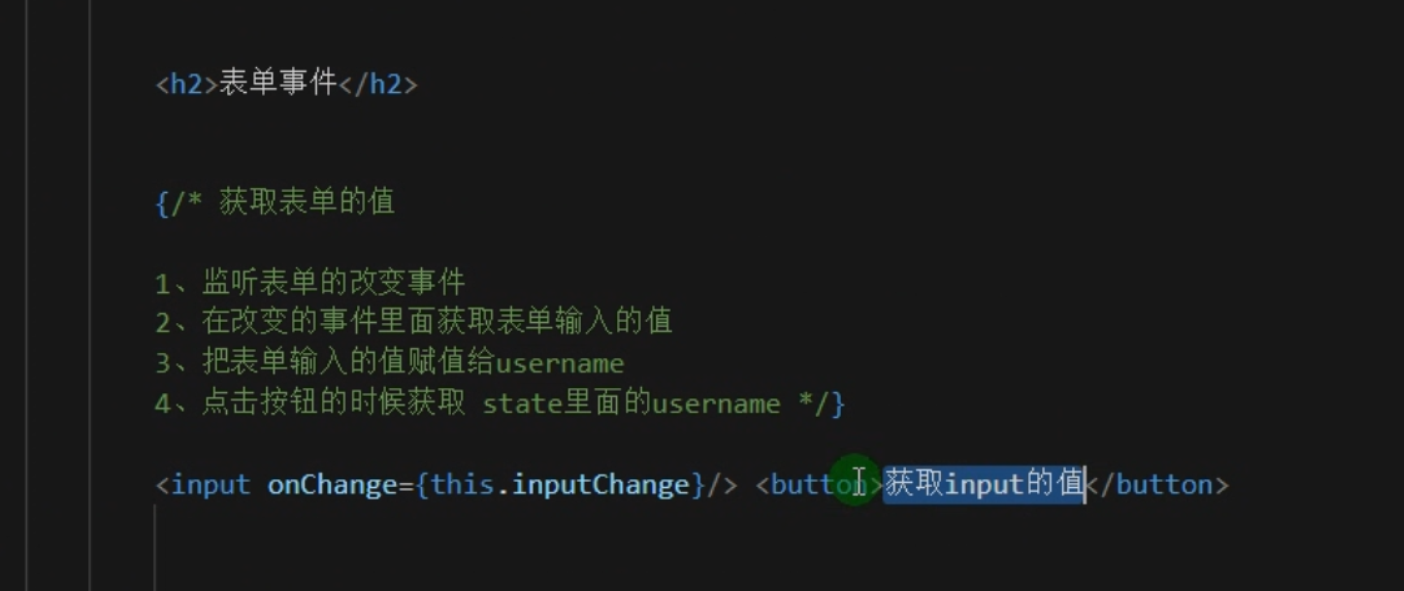 <h2>表单事件</h2>
{/* 获取表单的值
1、监听表单的改变事件
2、在改变的事件里面获取表单输入的值
3、把表单输入的值赋值给username
4、点击按钮的时候获取 state里面的username */}
<input onChange={this.inputChange}/> <button>获取input的值</button>